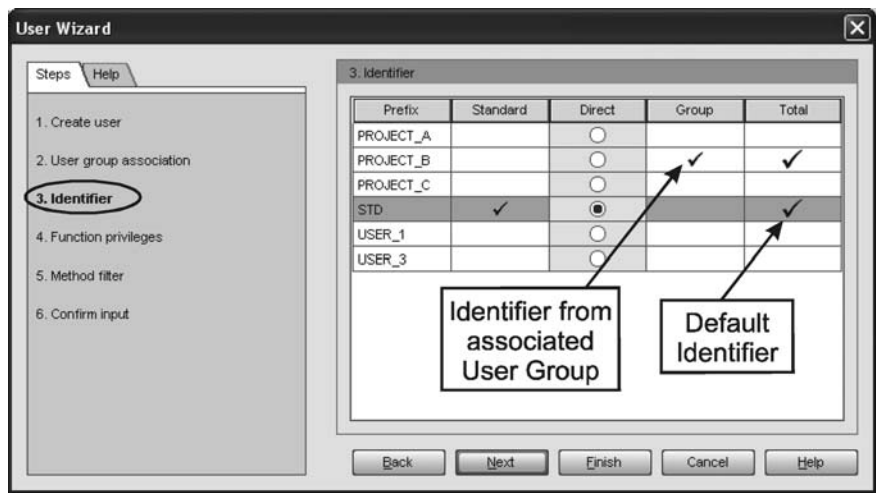 User Wizard
Steps Help
1. Create user
2. User group association
3. Identifier
4. Function privileges
5. Method filter
6. Confirm input
3. Identifier
Prefix Standard Direct Group Total
PROJECT_A
PROJECT_B
PROJECT_C
STD
USER_1
USER_3
Identifier from
associated
User Group
Default
Identifier
Back Next Finish Cancel Help